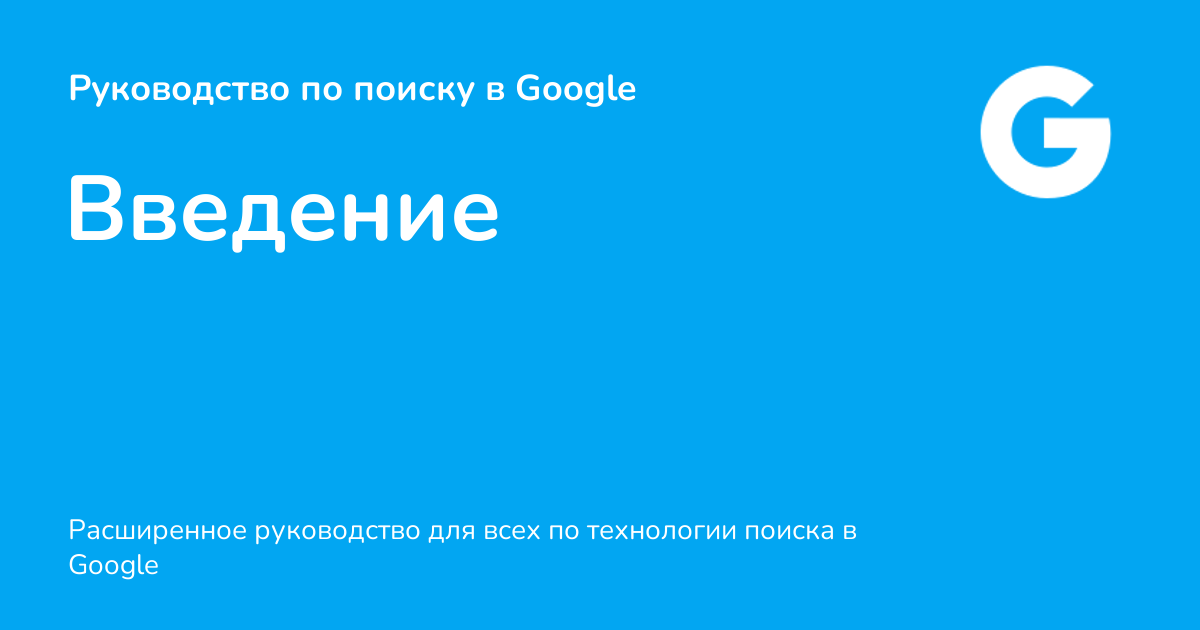 Руководство по поиску в Google
Введение
Расширенное руководство для всех по технологии поиска в
Google